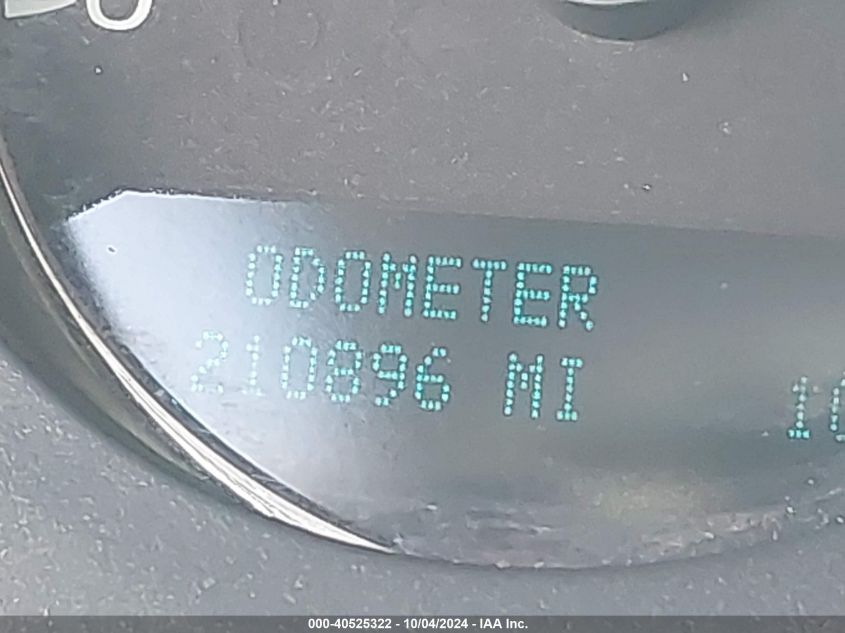 ODOMETER
210896 MI
000-40525322 - 10/04/2024 - IAA Inc.